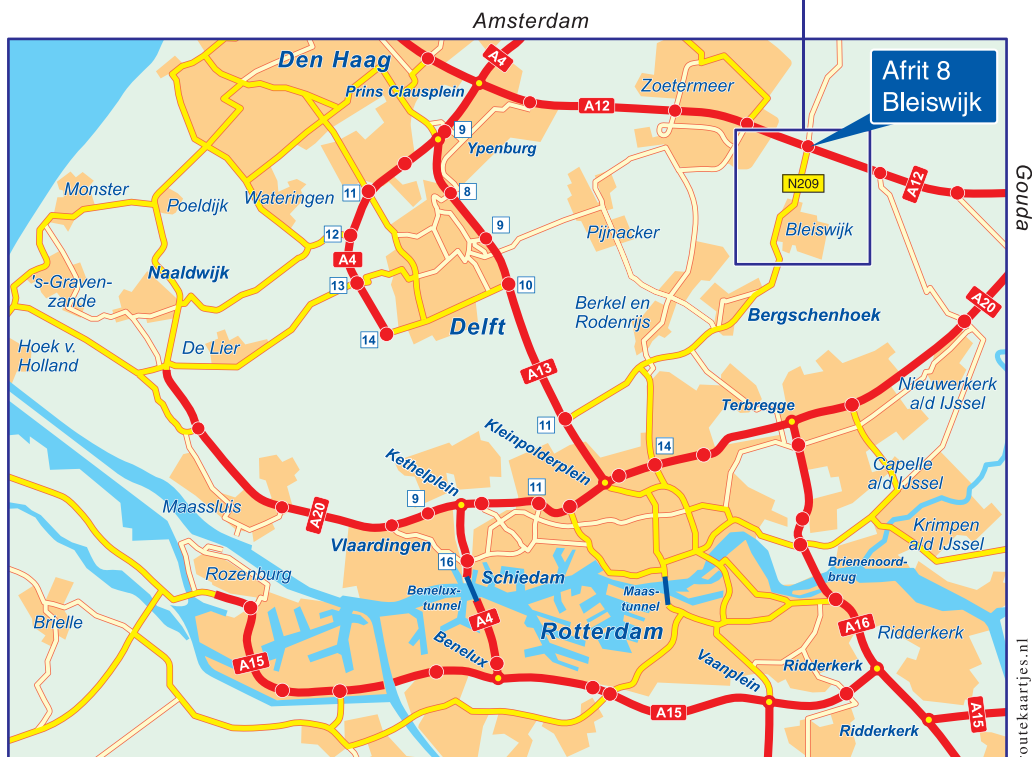 Amsterdam
Den Haag
A4
Prins Clausplein
Zoetermeer
Afrit 8
Bleiswijk
A12
9
Ypenburg
Gouda
Monster
Poeldijk
Wateringen
11
8
N209
A12
12
9
Pijnacker
Bleiswijk
A4
Naaldwijk
's-Graven-
zande
13
10
Berkel en
Rodenrijs
Bergschenhoek
A20
Hoek v.
Holland
De Lier
14
Delft
A13
Nieuwerkerk
a/d IJssel
Terbregge
11
Kleinpolderplein
14
Kethelplein
Capelle
a/d IJssel
Maassluis
A20
9
11
Vlaardingen
Krimpen
a/d IJssel
16
Schiedam
Brienenoord-
brug
Rozenburg
Benelux-
tunnel
Maas-
tunnel
Brielle
A4
Rotterdam
A16
Ridderkerk
A15
Benelux
Vaanplein
Ridderkerk
A15
A15
Ridderkerk
routekaartjes.nl